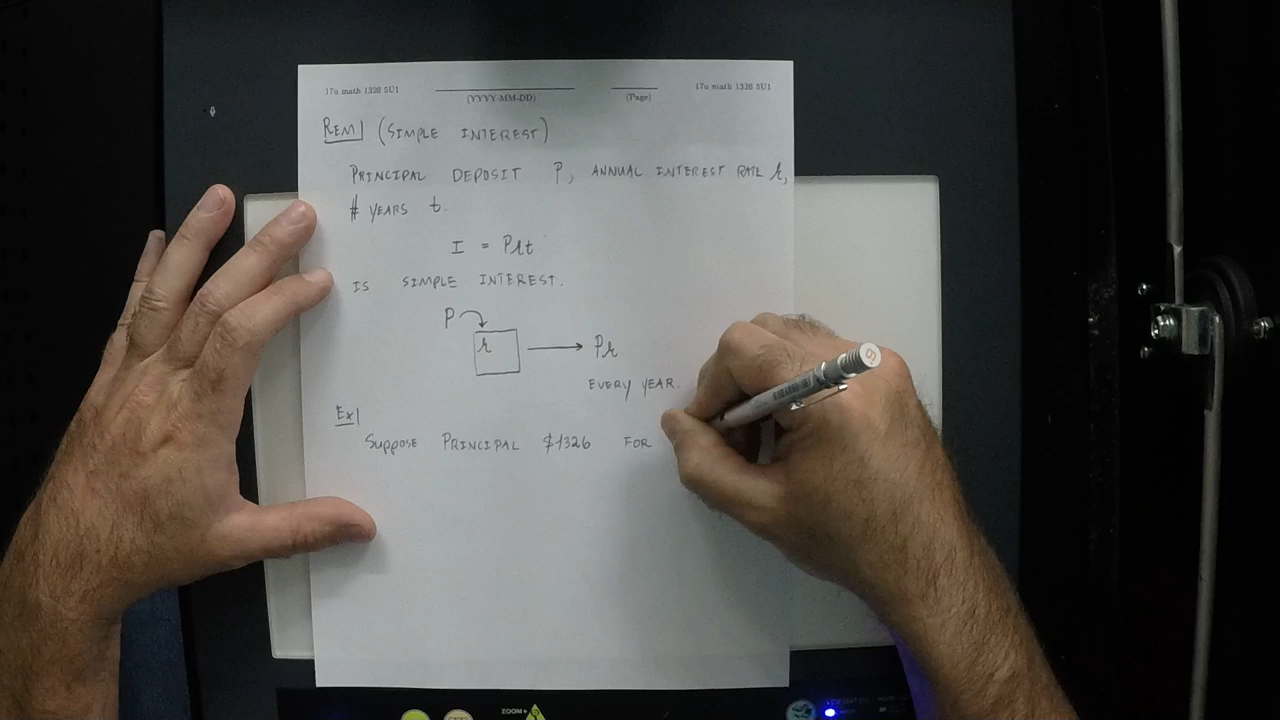 17u math 1320 5U1 (YYYY-MM-DD) (Page) 17u math 1320 5U1
REM (SIMPLE INTEREST)
PRINCIPAL DEPOSIT P, ANNUAL INTEREST RATE r,
# YEARS t.
I = Prt
IS SIMPLE INTEREST.
P
r → Pr
EVERY YEAR.
Ex
SUPPOSE PRINCIPAL $1326 FOR
ZOOM+